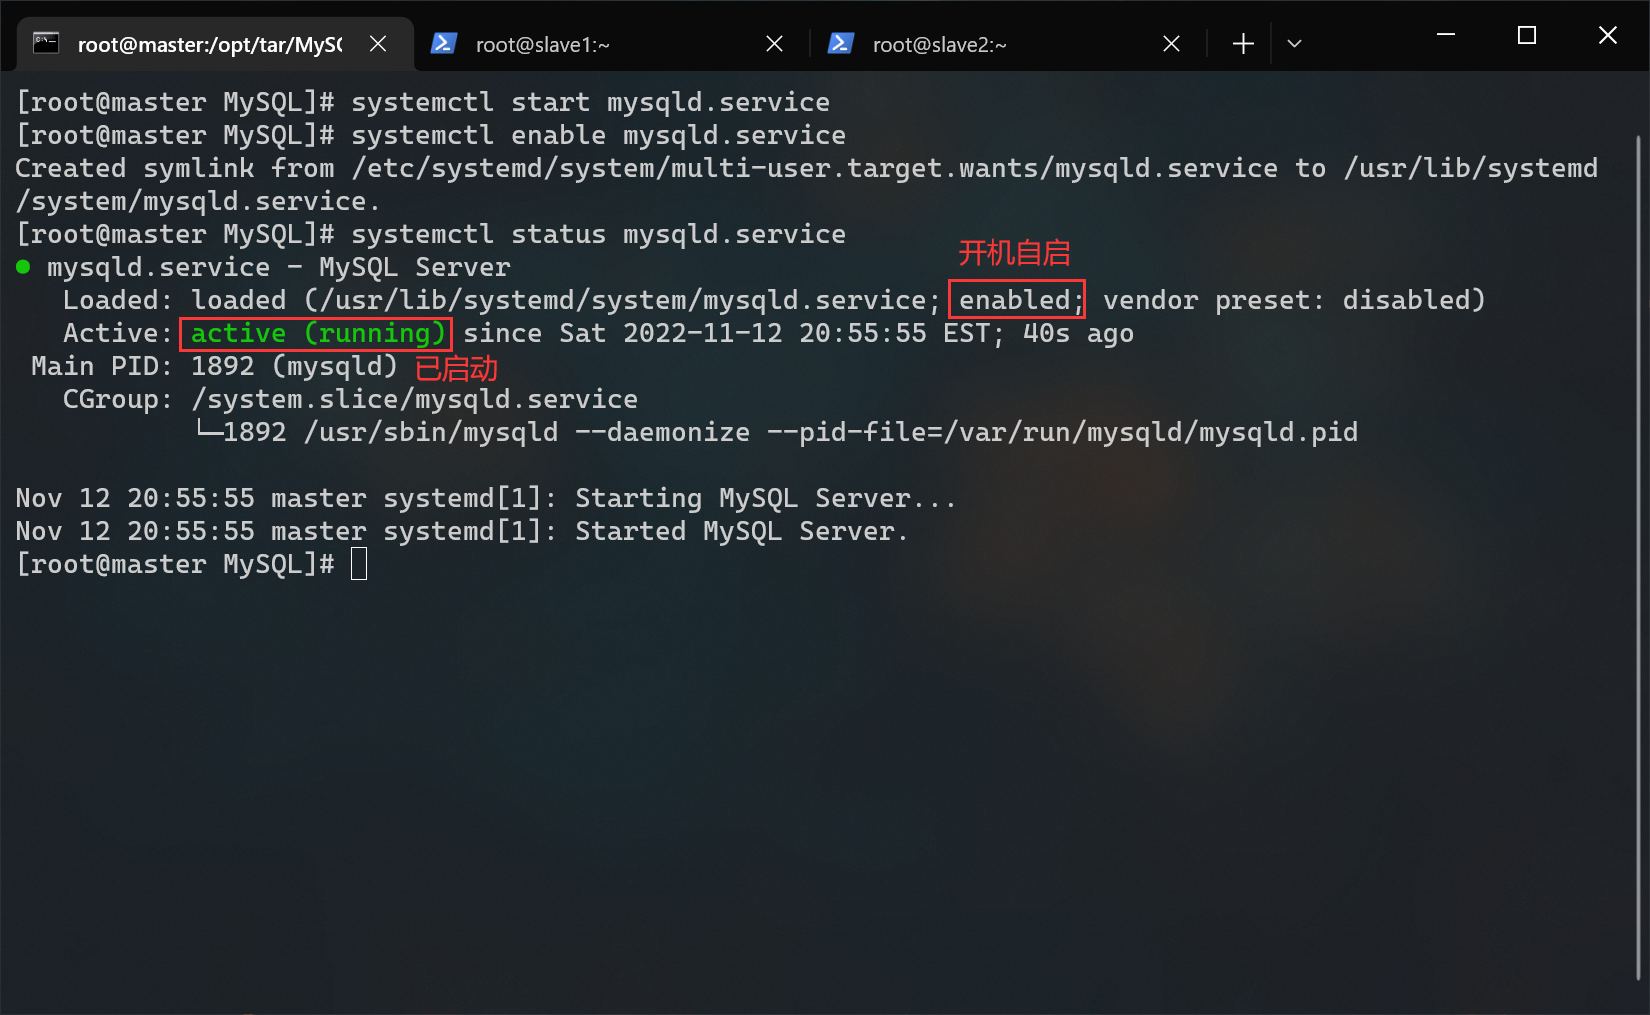 root@master:/opt/tar/MySQ
root@slave1:~
root@slave2:~
[root@master MySQL]# systemctl start mysqld.service
[root@master MySQL]# systemctl enable mysqld.service
Created symlink from /etc/systemd/system/multi-user.target.wants/mysqld.service to /usr/lib/systemd
/system/mysqld.service.
[root@master MySQL]# systemctl status mysqld.service
开机自启
● mysqld.service - MySQL Server
Loaded: loaded (/usr/lib/systemd/system/mysqld.service; enabled; vendor preset: disabled)
Active: active (running) since Sat 2022-11-12 20:55:55 EST; 40s ago
Main PID: 1892 (mysqld) 已启动
CGroup: /system.slice/mysqld.service
└─1892 /usr/sbin/mysqld --daemonize --pid-file=/var/run/mysqld/mysqld.pid
Nov 12 20:55:55 master systemd[1]: Starting MySQL Server...
Nov 12 20:55:55 master systemd[1]: Started MySQL Server.
[root@master MySQL]#